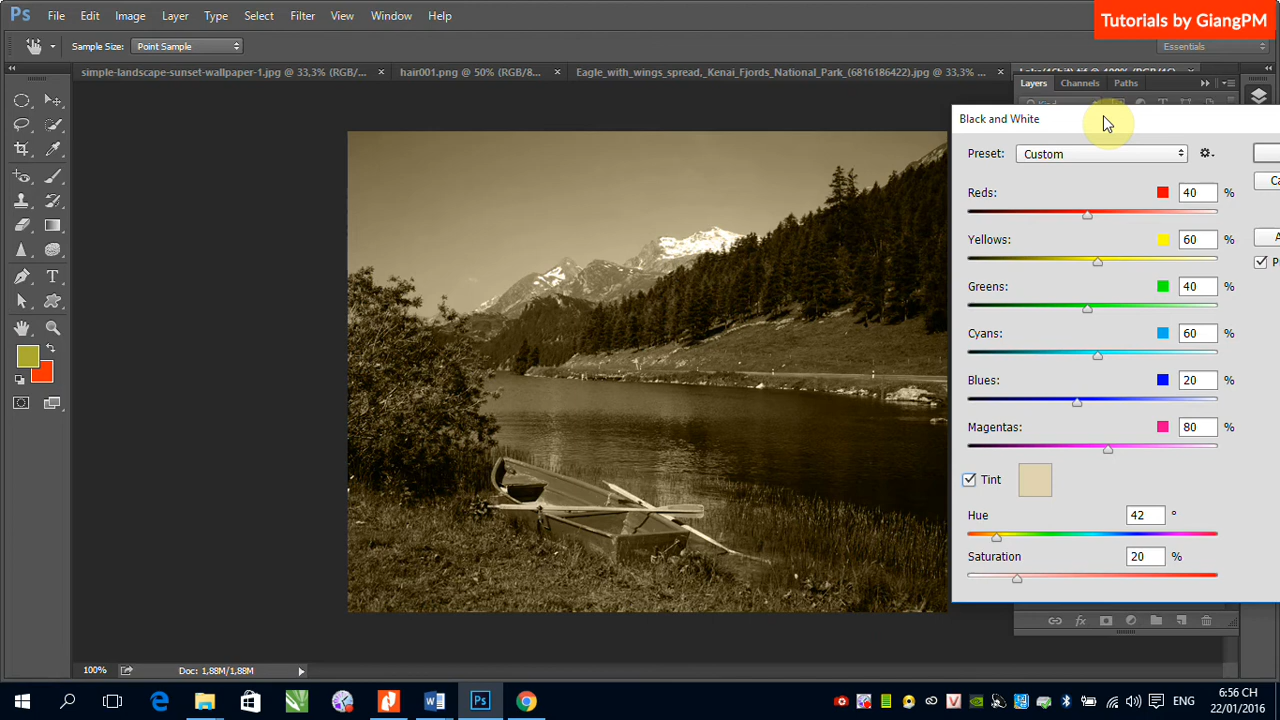 Ps File Edit Image Layer Type Select Filter View Window Help
Tutorials by GiangPM
Sample Size: Point Sample
Essentials
simple-landscape-sunset-wallpaper-1.jpg @ 33,3% (RGB/... × hair001.png @ 50% (RGB/8... × Eagle_with_wings_spread,_Kenai_Fjords_National_Park_(6816186422).jpg @ 33,3% ... ×
Layers Channels Paths
Black and White
Preset: Custom
Reds: 40 %
Yellows: 60 %
Greens: 40 %
Cyans: 60 %
Blues: 20 %
Magentas: 80 %
Tint
Hue 42 °
Saturation 20 %
fx
100% Doc: 1,88M/1,88M
ENG
6:56 CH
22/01/2016